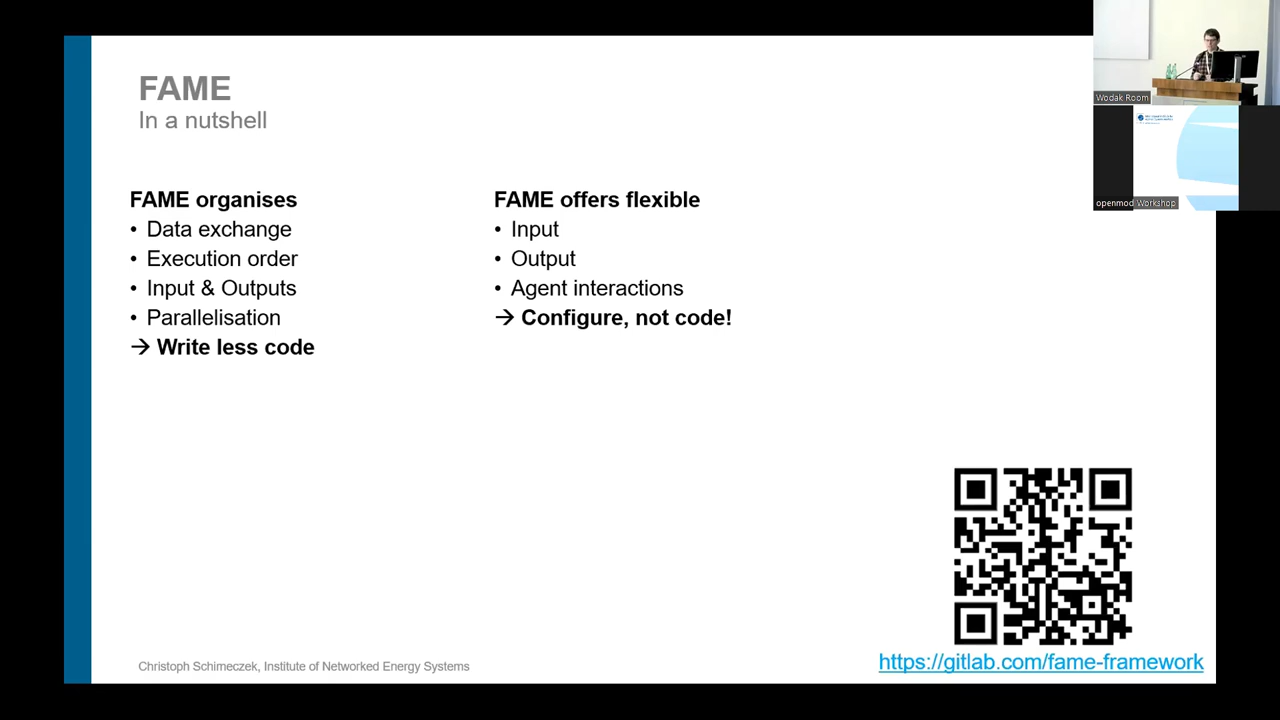 FAME
In a nutshell
FAME organises
• Data exchange
• Execution order
• Input & Outputs
• Parallelisation
→ Write less code
FAME offers flexible
• Input
• Output
• Agent interactions
→ Configure, not code!
Christoph Schimeczek, Institute of Networked Energy Systems
https://gitlab.com/fame-framework
Wodak Room
openmod Workshop